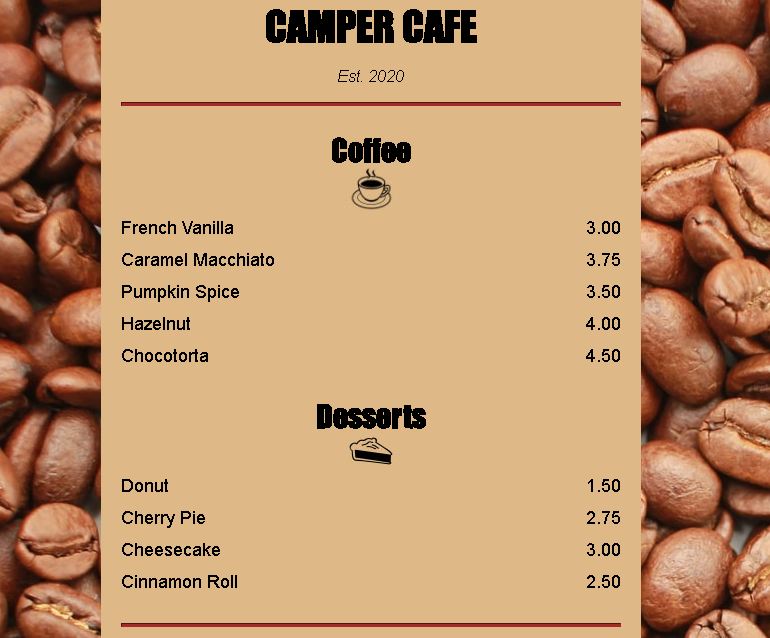 CAMPER CAFE
Est. 2020
Coffee
French Vanilla 3.00
Caramel Macchiato 3.75
Pumpkin Spice 3.50
Hazelnut 4.00
Chocotorta 4.50
Desserts
Donut 1.50
Cherry Pie 2.75
Cheesecake 3.00
Cinnamon Roll 2.50